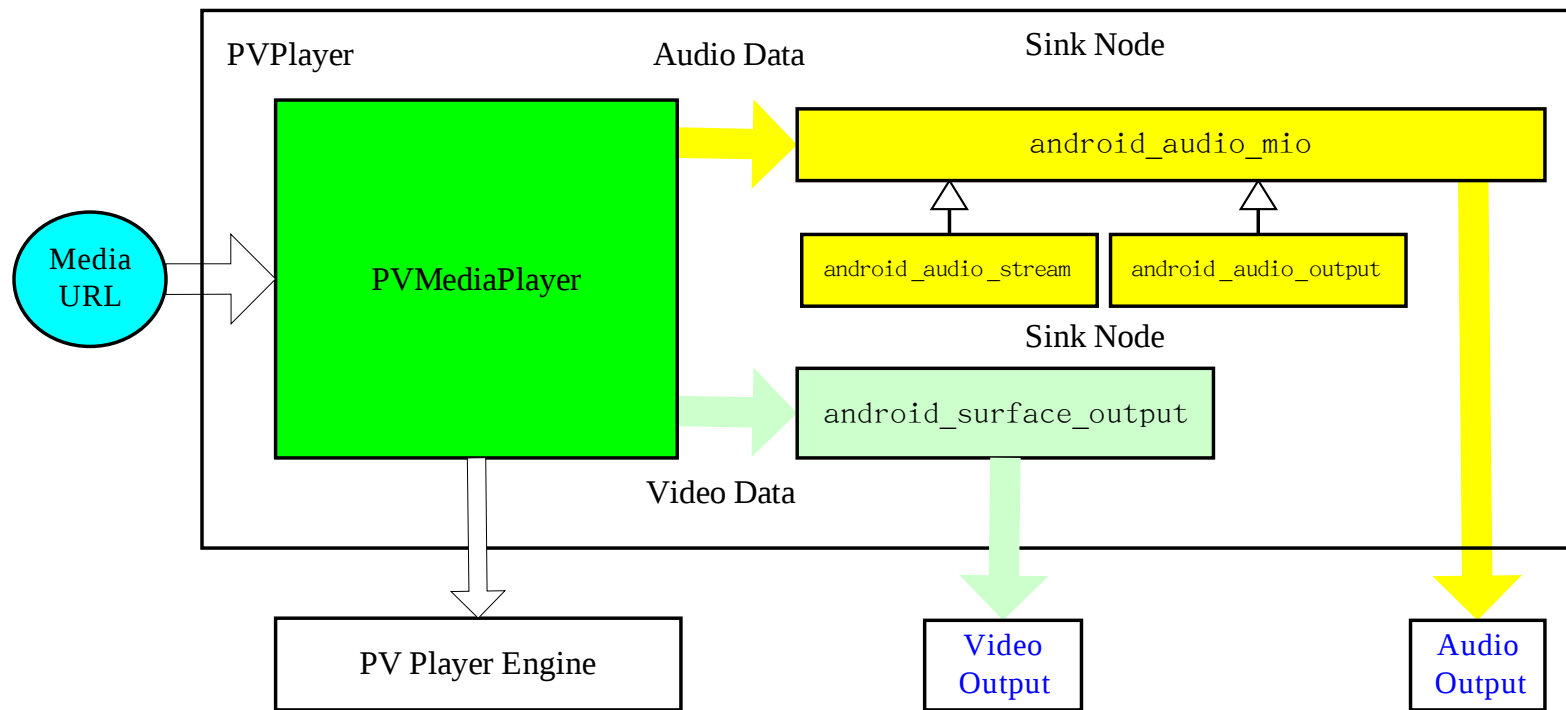 PVPlayer
Audio Data
Sink Node
android_audio_mio
Media
URL
PVMediaPlayer
android_audio_stream
android_audio_output
Sink Node
android_surface_output
Video Data
PV Player Engine
Video
Output
Audio
Output